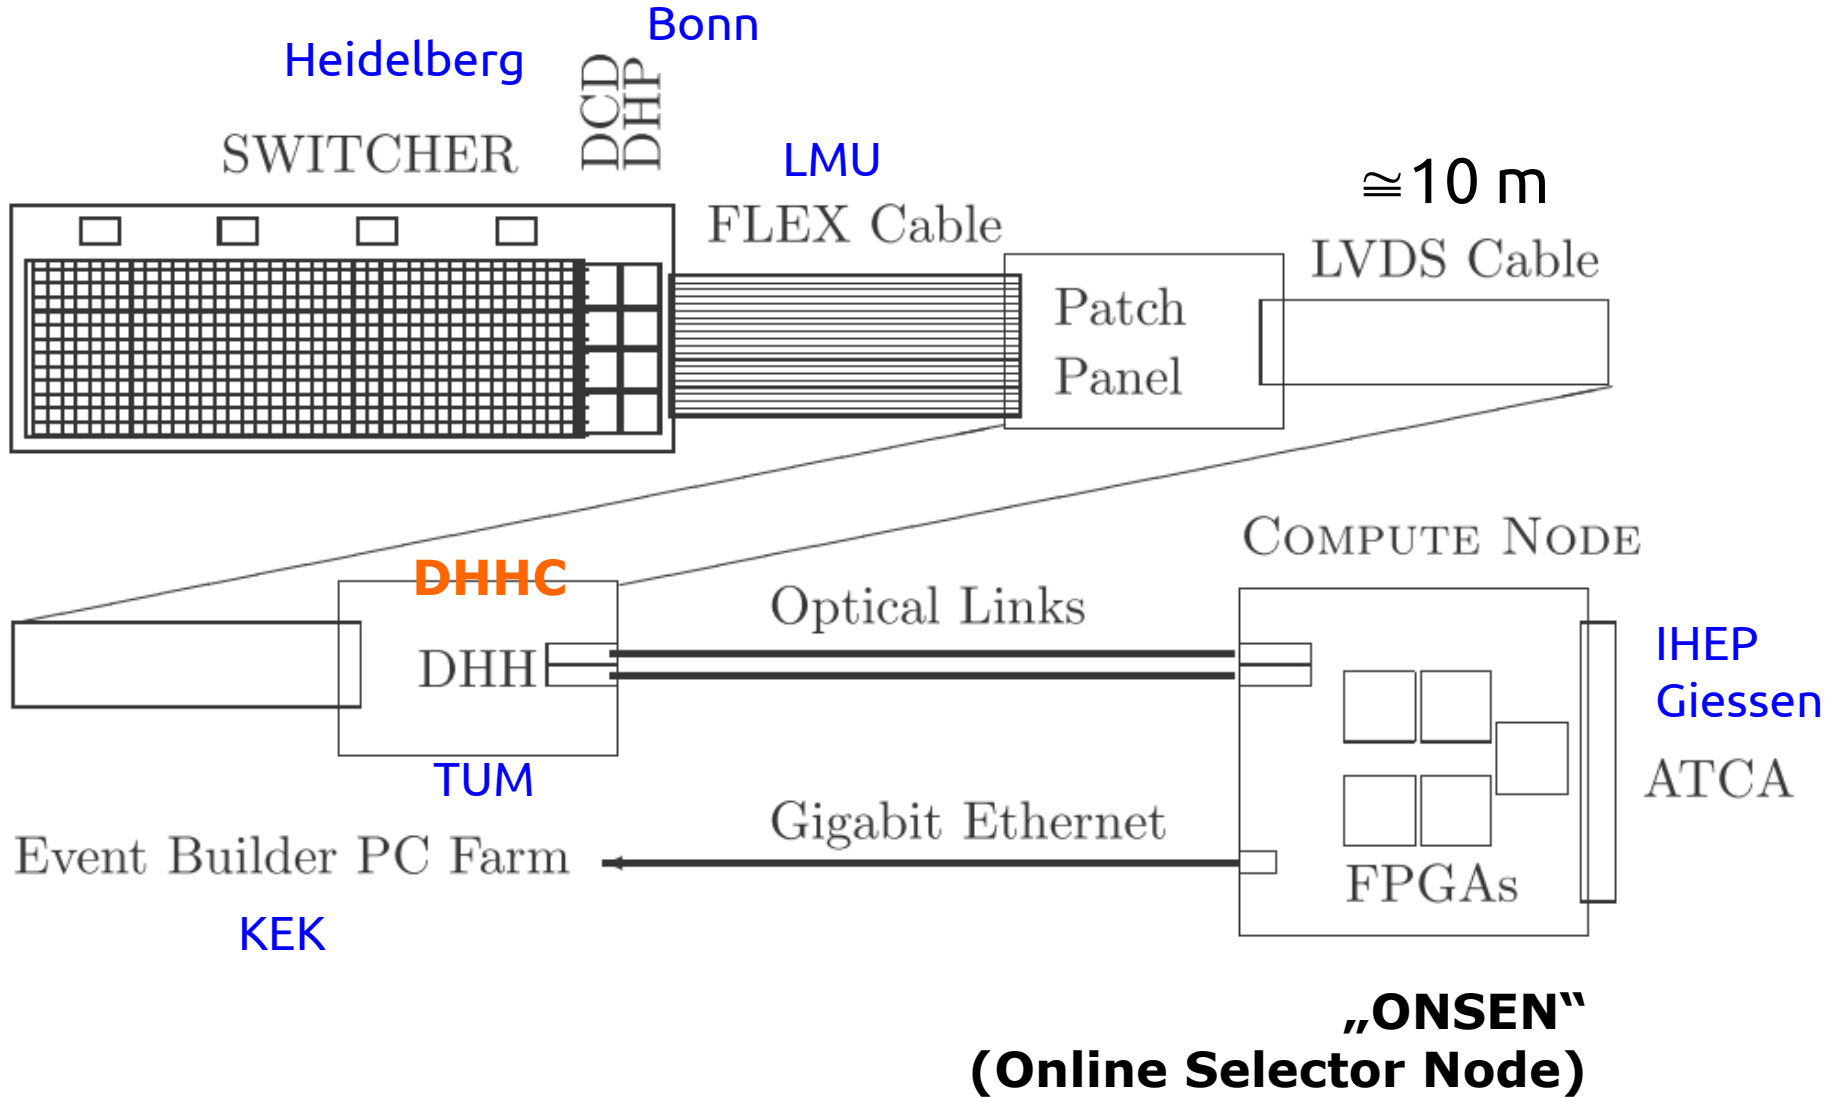 Bonn
Heidelberg
DCD
DHP
SWITCHER
LMU
≅10 m
FLEX Cable
LVDS Cable
Patch
Panel
COMPUTE NODE
DHHC
Optical Links
DHH
IHEP
Giessen
TUM
ATCA
Gigabit Ethernet
Event Builder PC Farm
FPGAs
KEK
„ONSEN“
(Online Selector Node)